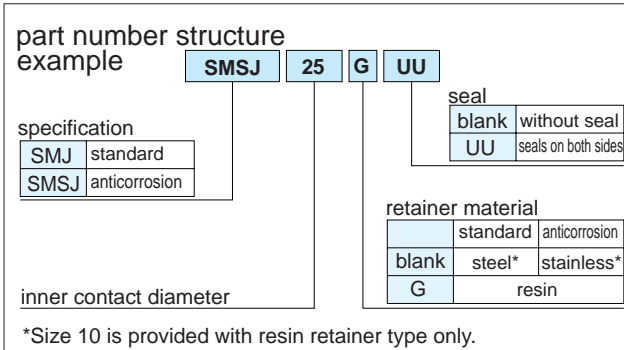 part number structure
example
SMSJ 25 G UU
seal
blank without seal
UU seals on both sides
specification
SMJ standard
SMSJ anticorrosion
retainer material
standard anticorrosion
blank steel* stainless*
G resin
inner contact diameter
*Size 10 is provided with resin retainer type only.